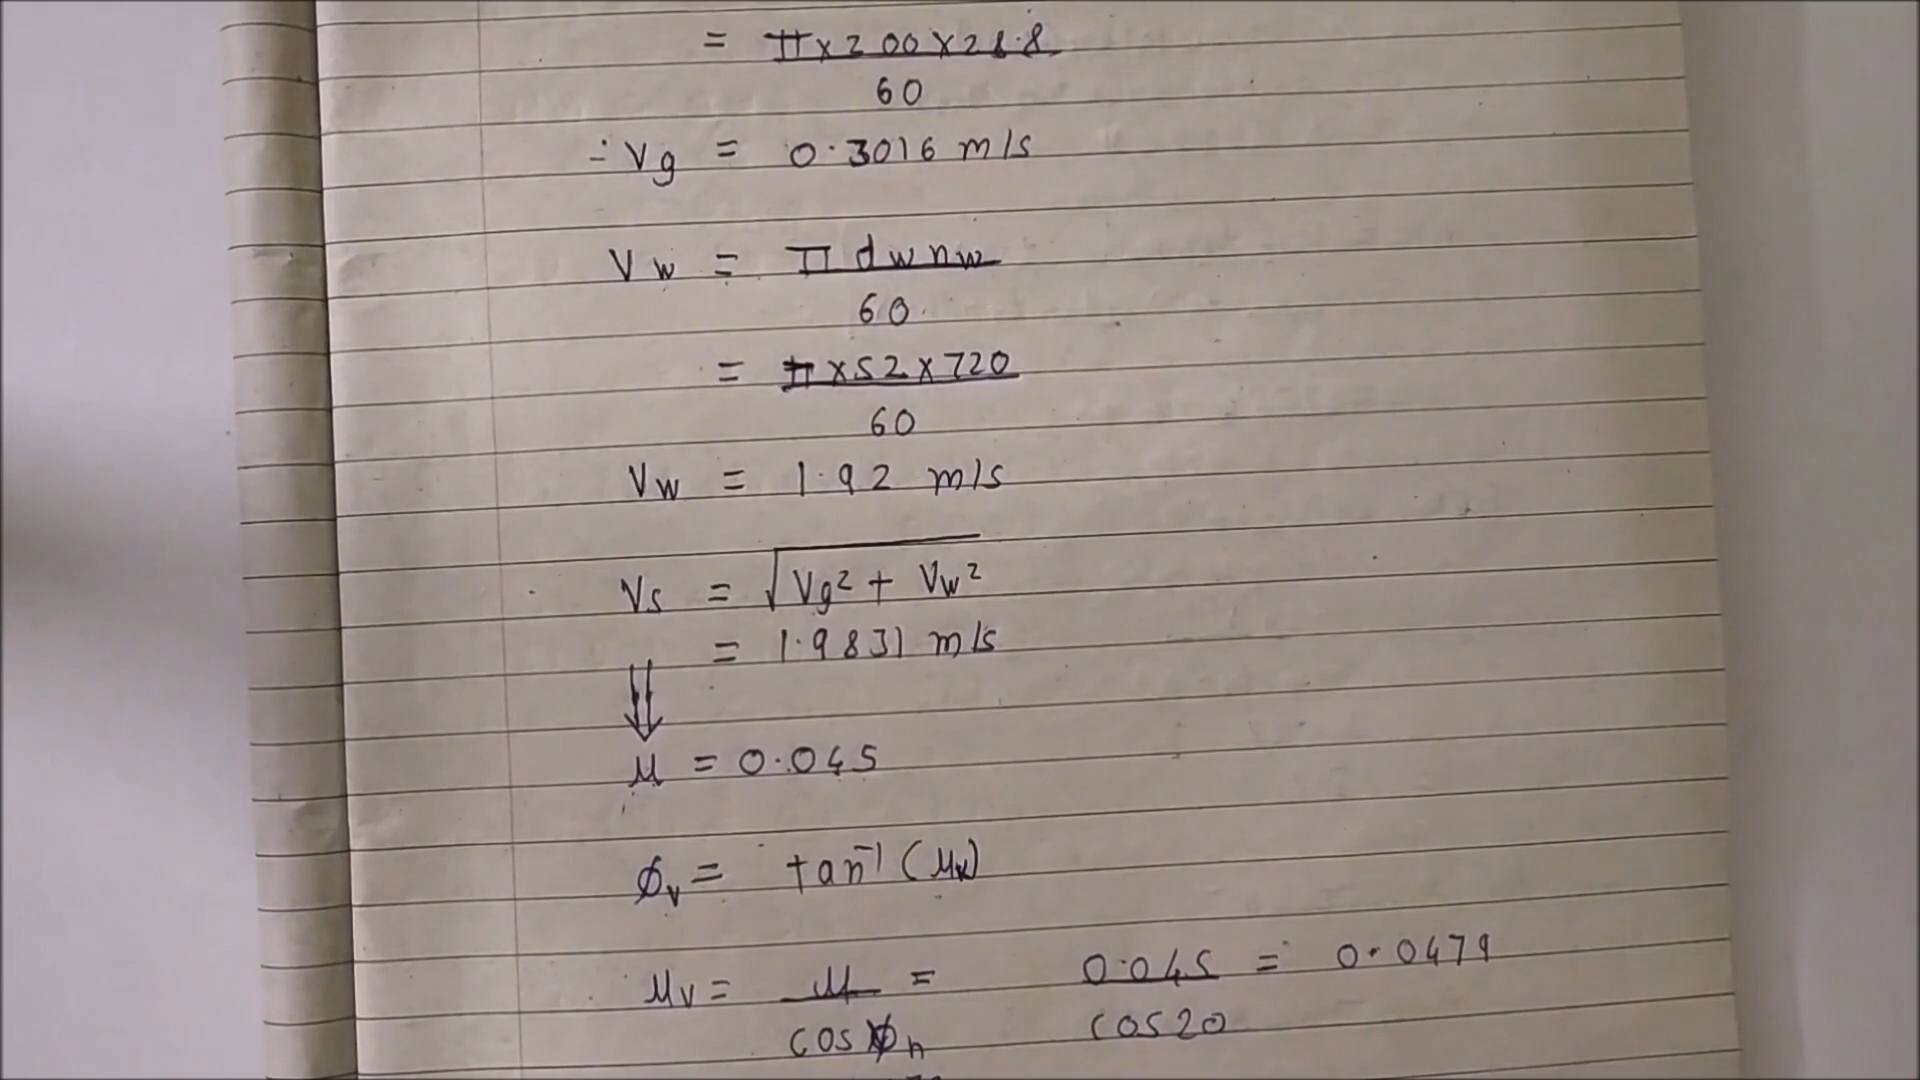 = π x 200 x 28.8
60
∴ Vg = 0.3016 m/s
Vw = π dw nw
60
= π x 52 x 720
60
Vw = 1.92 m/s
Vs = √Vg² + Vw²
= 1.9831 m/s
⇓
μ = 0.045
ϕv = tan⁻¹ (μv)
μv = μ = 0.045 = 0.0479
cos ϕn cos 20